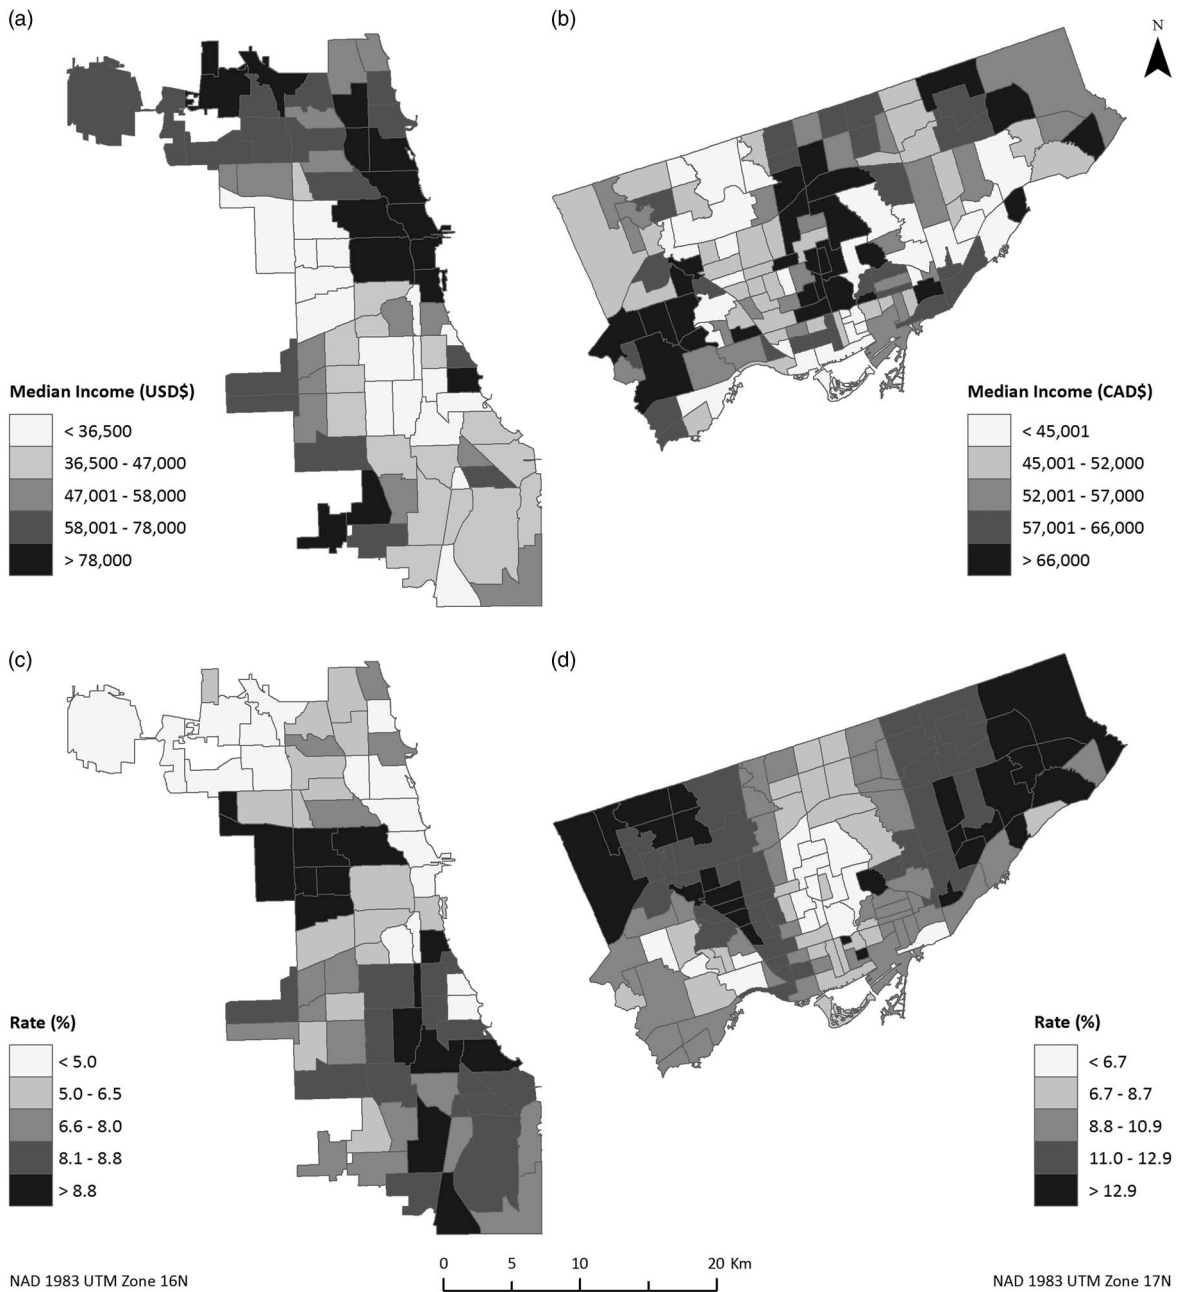 (a)
(b)
N
Median Income (USD$)
< 36,500
36,500 - 47,000
47,001 - 58,000
58,001 - 78,000
> 78,000
Median Income (CAD$)
< 45,001
45,001 - 52,000
52,001 - 57,000
57,001 - 66,000
> 66,000
(c)
(d)
Rate (%)
< 5.0
5.0 - 6.5
6.6 - 8.0
8.1 - 8.8
> 8.8
Rate (%)
< 6.7
6.7 - 8.7
8.8 - 10.9
11.0 - 12.9
> 12.9
0 5 10 20 Km
NAD 1983 UTM Zone 16N
NAD 1983 UTM Zone 17N